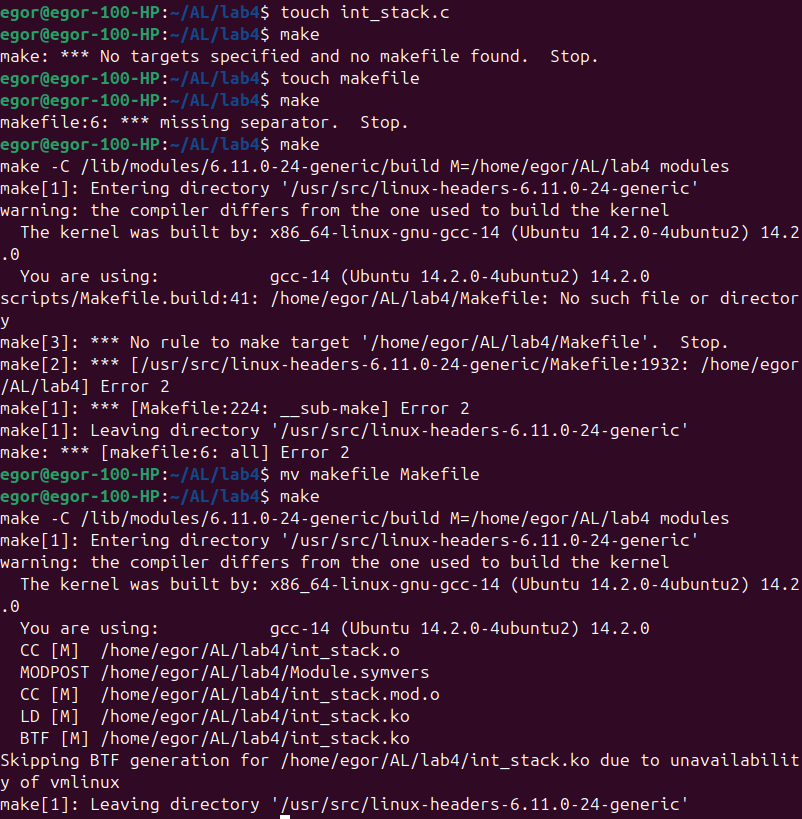 egor@egor-100-HP:~/AL/lab4$ touch int_stack.c
egor@egor-100-HP:~/AL/lab4$ make
make: *** No targets specified and no makefile found.  Stop.
egor@egor-100-HP:~/AL/lab4$ touch makefile
egor@egor-100-HP:~/AL/lab4$ make
makefile:6: *** missing separator.  Stop.
egor@egor-100-HP:~/AL/lab4$ make
make -C /lib/modules/6.11.0-24-generic/build M=/home/egor/AL/lab4 modules
make[1]: Entering directory '/usr/src/linux-headers-6.11.0-24-generic'
warning: the compiler differs from the one used to build the kernel
  The kernel was built by: x86_64-linux-gnu-gcc-14 (Ubuntu 14.2.0-4ubuntu2) 14.2
.0
  You are using:           gcc-14 (Ubuntu 14.2.0-4ubuntu2) 14.2.0
scripts/Makefile.build:41: /home/egor/AL/lab4/Makefile: No such file or director
y
make[3]: *** No rule to make target '/home/egor/AL/lab4/Makefile'.  Stop.
make[2]: *** [/usr/src/linux-headers-6.11.0-24-generic/Makefile:1932: /home/egor
/AL/lab4] Error 2
make[1]: *** [Makefile:224: __sub-make] Error 2
make[1]: Leaving directory '/usr/src/linux-headers-6.11.0-24-generic'
make: *** [makefile:6: all] Error 2
egor@egor-100-HP:~/AL/lab4$ mv makefile Makefile
egor@egor-100-HP:~/AL/lab4$ make
make -C /lib/modules/6.11.0-24-generic/build M=/home/egor/AL/lab4 modules
make[1]: Entering directory '/usr/src/linux-headers-6.11.0-24-generic'
warning: the compiler differs from the one used to build the kernel
  The kernel was built by: x86_64-linux-gnu-gcc-14 (Ubuntu 14.2.0-4ubuntu2) 14.2
.0
  You are using:           gcc-14 (Ubuntu 14.2.0-4ubuntu2) 14.2.0
  CC [M]  /home/egor/AL/lab4/int_stack.o
  MODPOST /home/egor/AL/lab4/Module.symvers
  CC [M]  /home/egor/AL/lab4/int_stack.mod.o
  LD [M]  /home/egor/AL/lab4/int_stack.ko
  BTF [M] /home/egor/AL/lab4/int_stack.ko
Skipping BTF generation for /home/egor/AL/lab4/int_stack.ko due to unavailabilit
y of vmlinux
make[1]: Leaving directory '/usr/src/linux-headers-6.11.0-24-generic'